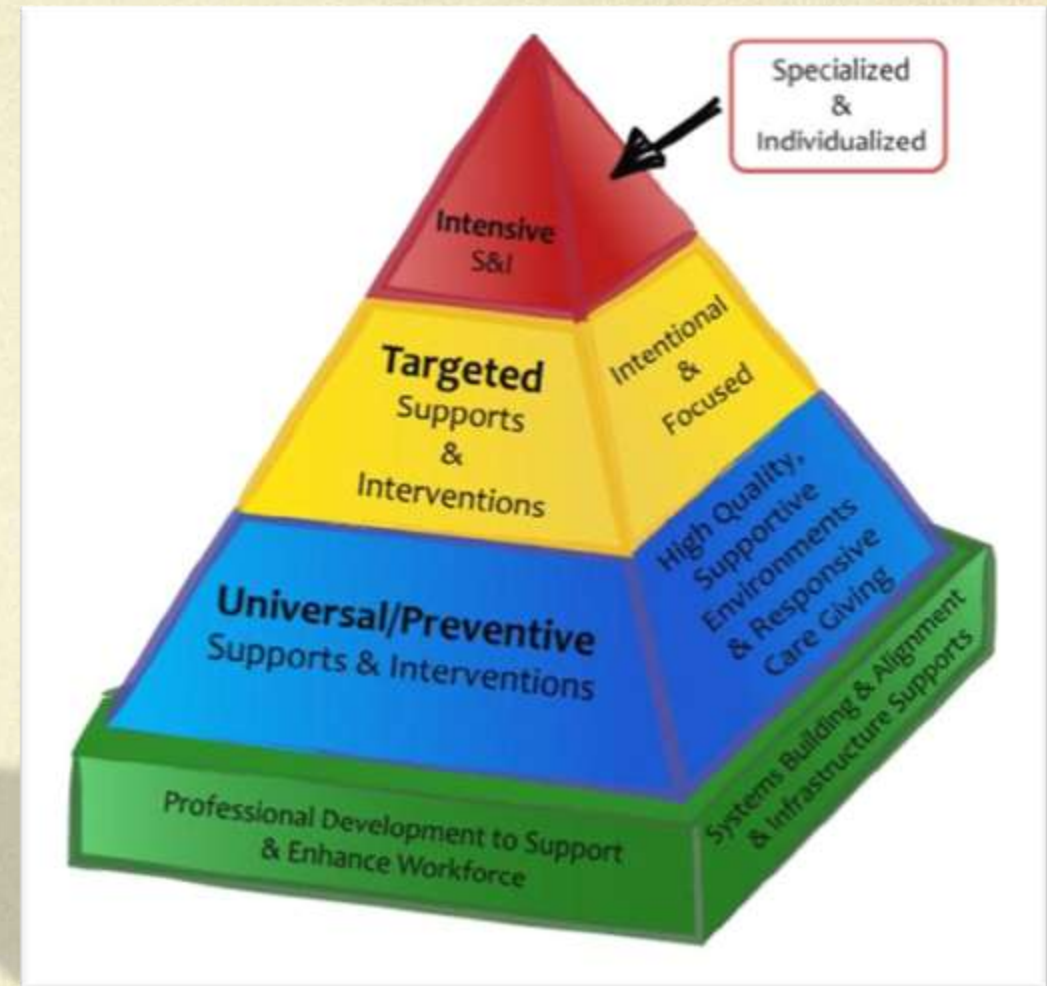 Specialized
&
Individualized
Intensive
S&I
Targeted
Supports
&
Interventions
Intentional
&
Focused
Universal/Preventive
Supports & Interventions
High Quality,
Supportive
Environments
& Responsive
Care Giving
Professional Development to Support
& Enhance Workforce
Systems Building & Alignment
& Infrastructure Supports